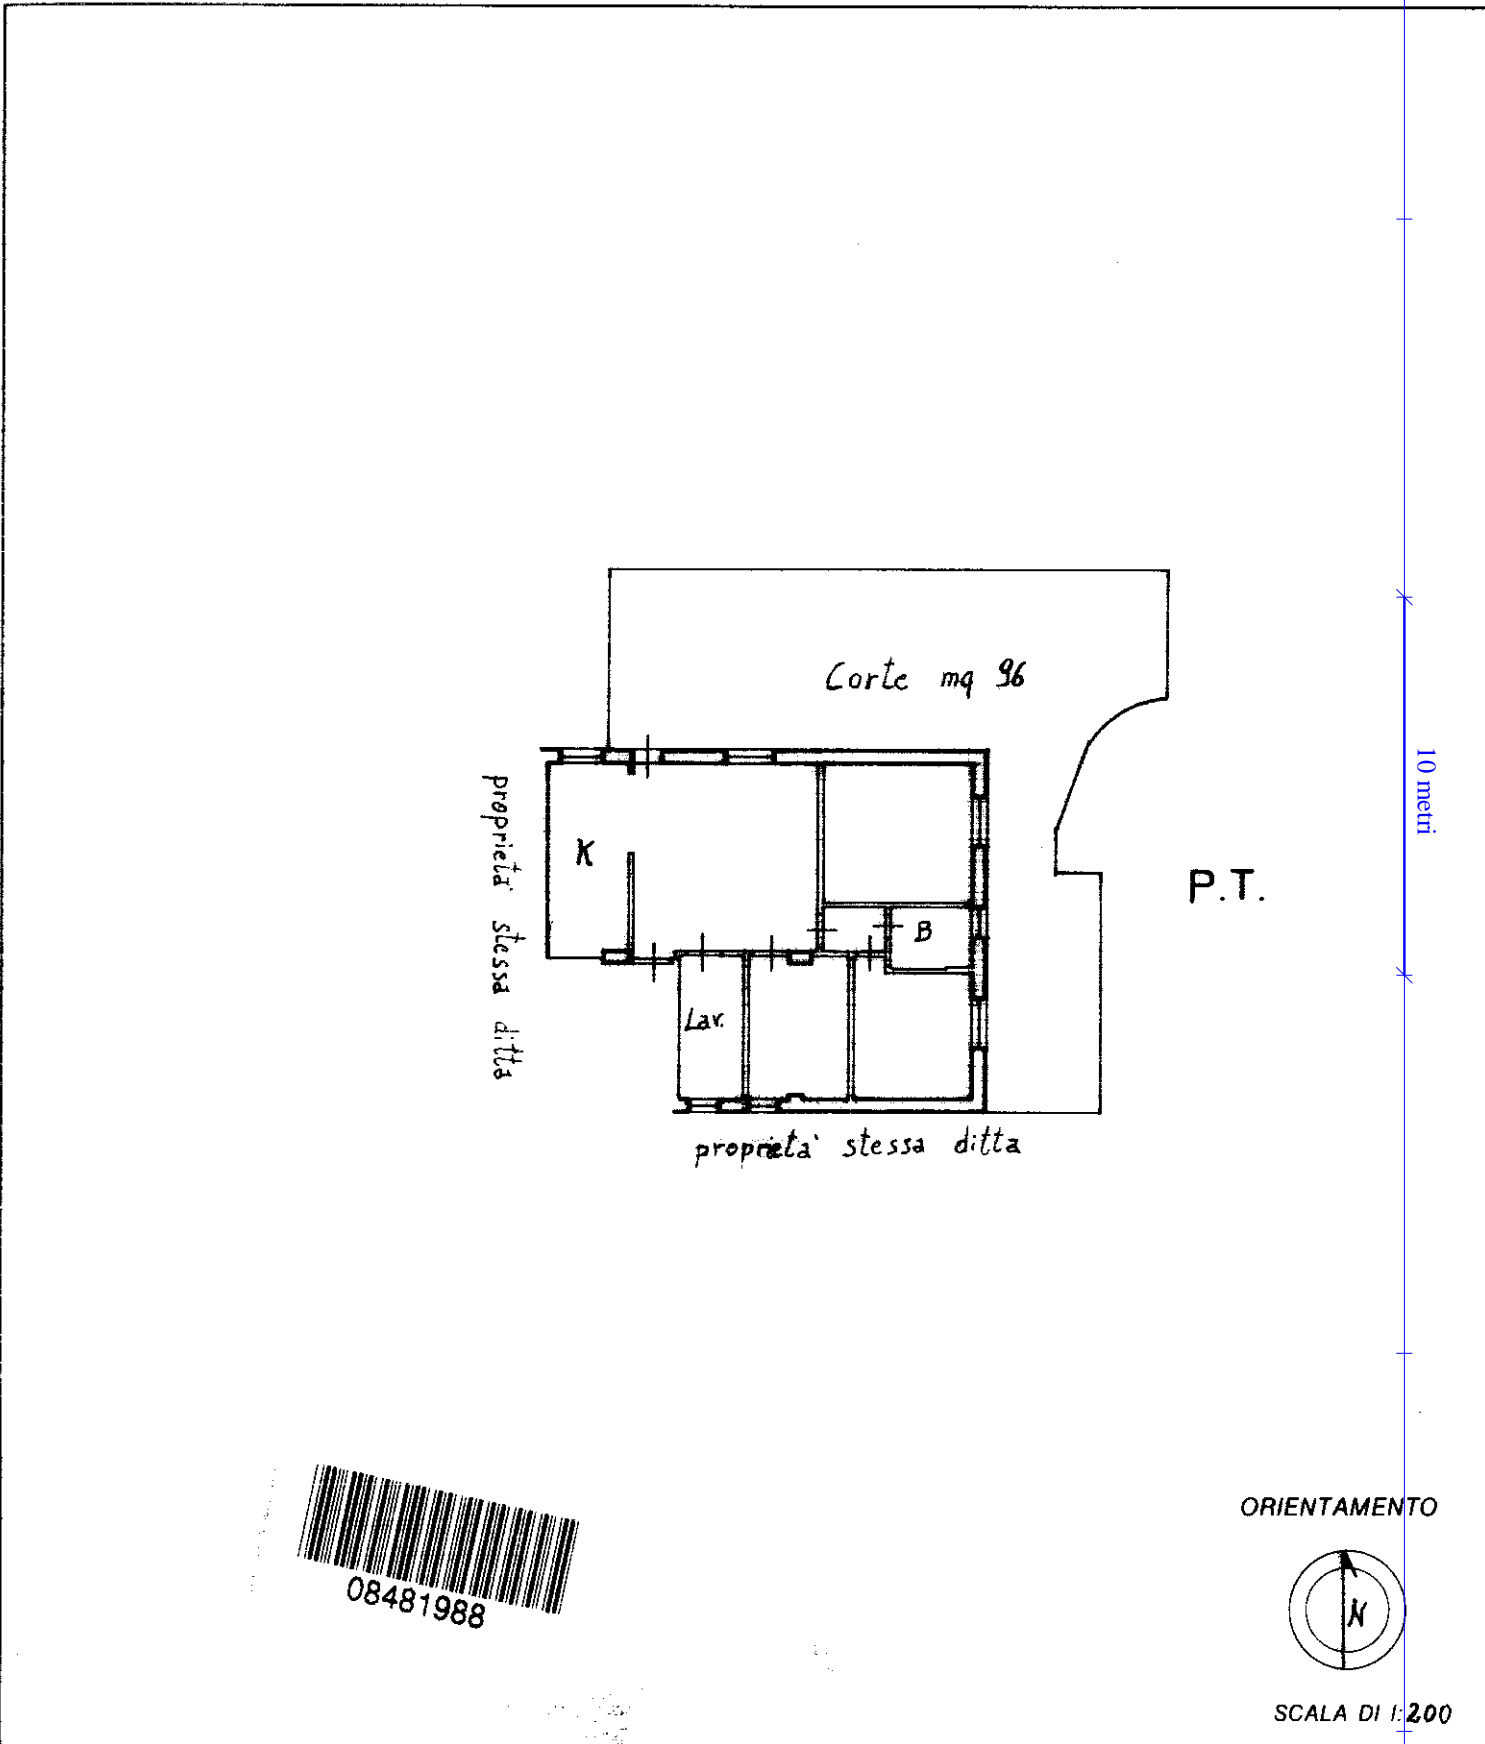 Corte mq 96
10 metri
proprietà stessa ditta
K
P.T.
B
Lav.
proprietà stessa ditta
ORIENTAMENTO
08481988
N
SCALA DI 1:200